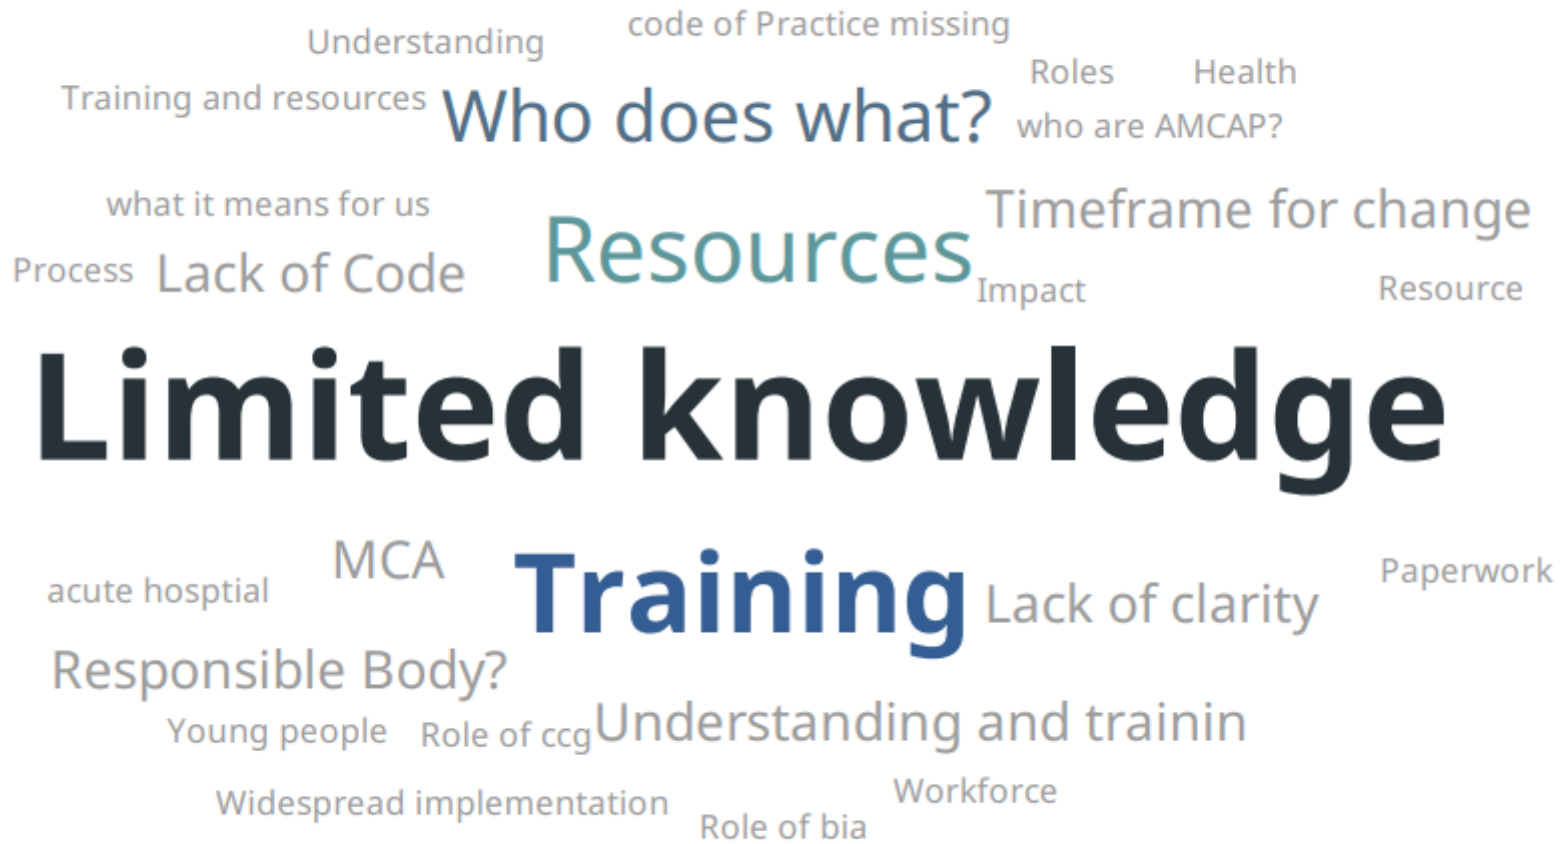 code of Practice missing
Understanding
Roles
Health
Training and resources
Who does what?
who are AMCAP?
what it means for us
Timeframe for change
Resources
Process
Lack of Code
Impact
Resource
Limited knowledge
MCA
acute hosptial
Training
Lack of clarity
Paperwork
Responsible Body?
Understanding and trainin
Young people
Role of ccg
Workforce
Widespread implementation
Role of bia